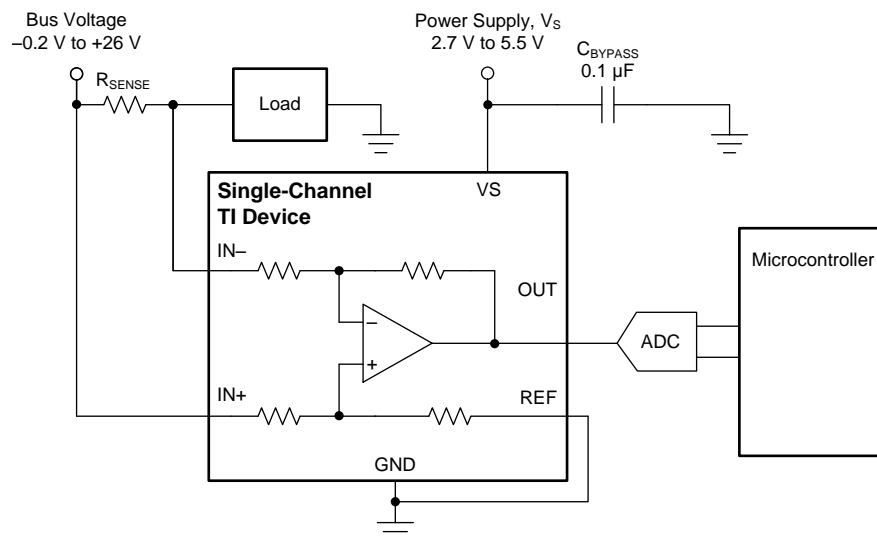 Bus Voltage
–0.2 V to +26 V
Power Supply, VS
2.7 V to 5.5 V
CBYPASS
0.1 µF
RSENSE
Load
Single-Channel
TI Device
VS
IN–
OUT
Microcontroller
–
+
ADC
IN+
REF
GND